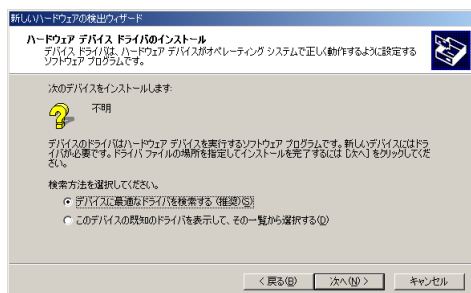 新しいハードウェアの検出ウィザード
ハードウェア デバイス ドライバのインストール
デバイス ドライバは、ハードウェア デバイスがオペレーティング システムで正しく動作するように設定する
ソフトウェア プログラムです。
次のデバイスをインストールします:
不明
デバイスのドライバはハードウェア デバイスを実行するソフトウェア プログラムです。新しいデバイスにはドラ
イバが必要です。ドライバ ファイルの場所を指定してインストールを完了するには [次へ] をクリックしてくだ
さい。
検索方法を選択してください。
デバイスに最適なドライバを検索する (推奨)(S)
このデバイスの既知のドライバを表示して、その一覧から選択する(D)
< 戻る(B)
次へ(N) >
キャンセル